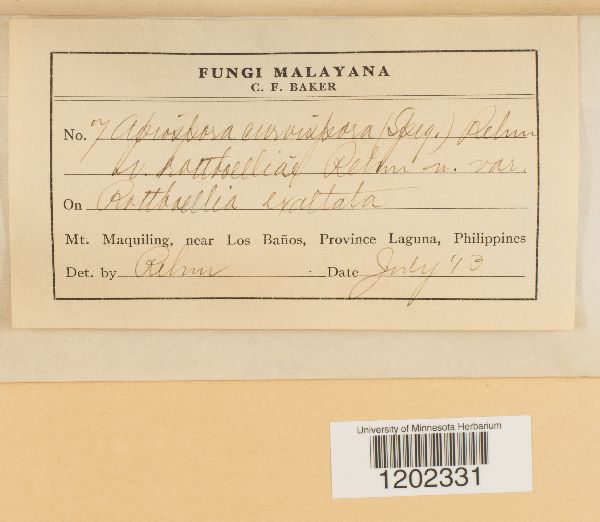 FUNGI MALAYANA
C. F. BAKER
No. 7 Apiospora curvispora (Speg.) Rehm
v. Rottboelliae Rehm n. var.
On Rottboellia exaltata
Mt. Maquiling, near Los Baños, Province Laguna, Philippines
Det. by Rehm Date July '13
University of Minnesota Herbarium
1202331